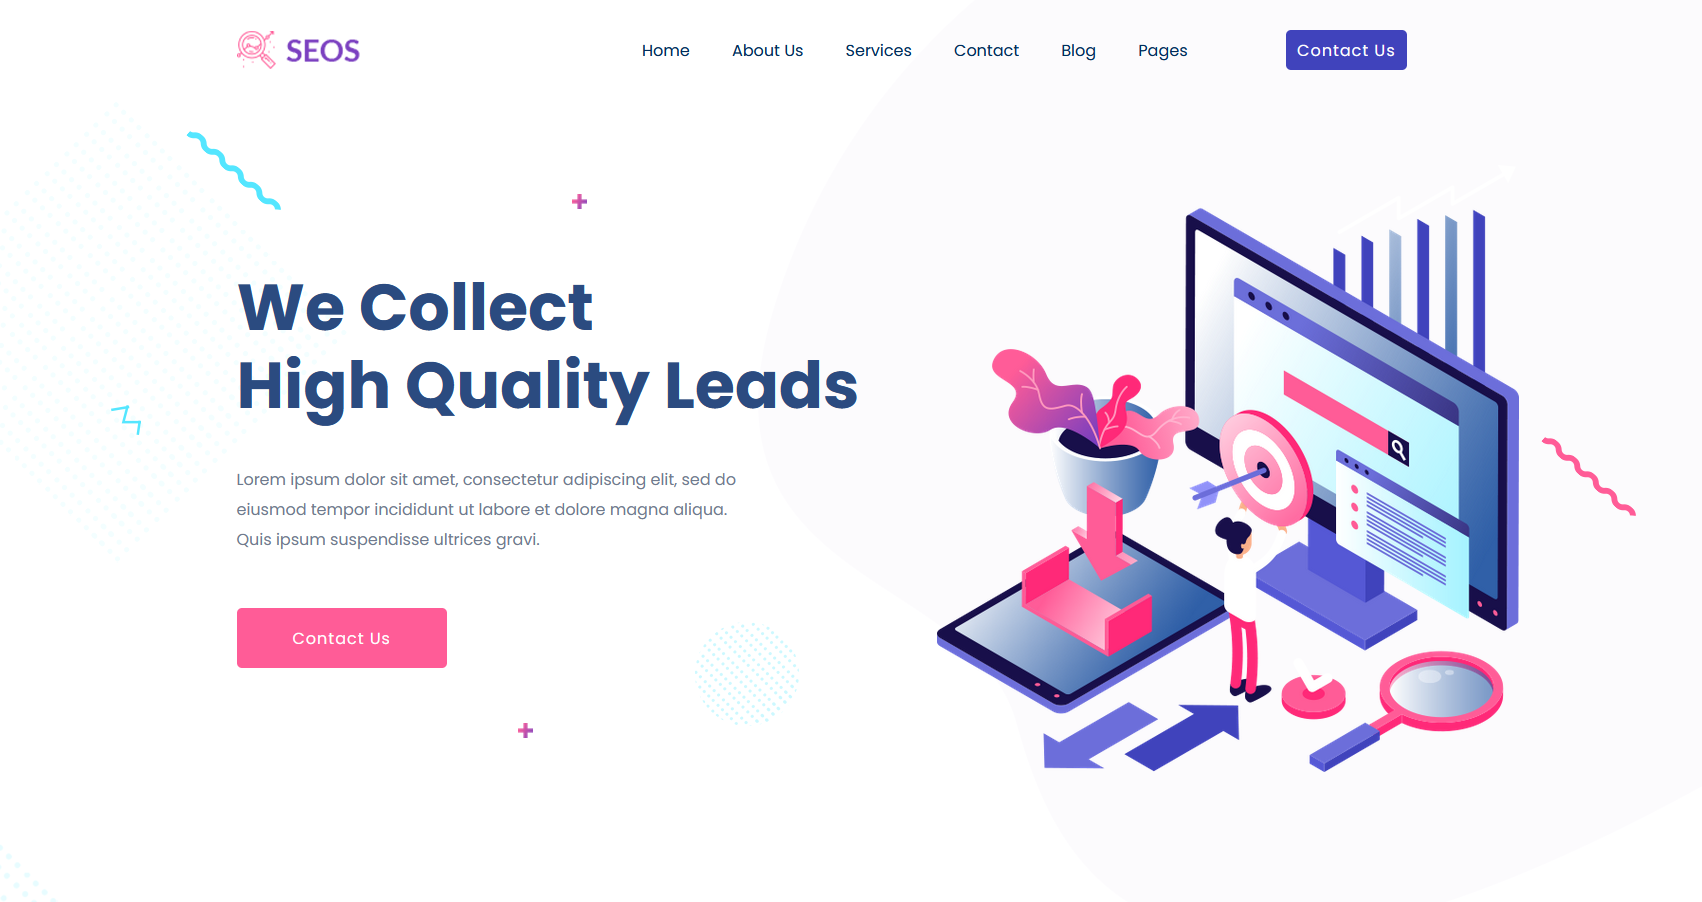 SEOS
Home
About Us
Services
Contact
Blog
Pages
Contact Us
We Collect
High Quality Leads
Lorem ipsum dolor sit amet, consectetur adipiscing elit, sed do
eiusmod tempor incididunt ut labore et dolore magna aliqua.
Quis ipsum suspendisse ultrices gravi.
Contact Us